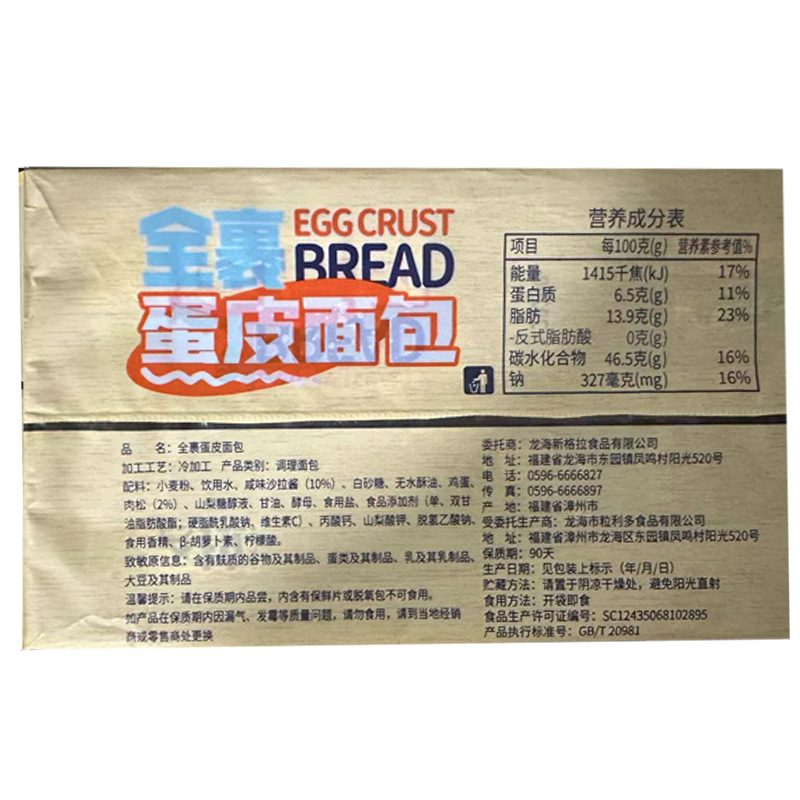 全裹
EGG CRUST
BREAD
蛋皮面包
营养成分表
项目 每100克(g) 营养素参考值%
能量 1415千焦(kJ) 17%
蛋白质 6.5克(g) 11%
脂肪 13.9克(g) 23%
-反式脂肪酸 0克(g)
碳水化合物 46.5克(g) 16%
钠 327毫克(mg) 16%
品 名：全裹蛋皮面包
加工工艺：冷加工 产品类别：调理面包
配料：小麦粉、饮用水、咸味沙拉酱（10%）、白砂糖、无水酥油、鸡蛋、
肉松（2%）、山梨糖醇液、甘油、酵母、食用盐、食品添加剂（单、双甘
油脂肪酸酯；硬脂酰乳酸钠、维生素C）、丙酸钙、山梨酸钾、脱氢乙酸钠、
食用香精、β-胡萝卜素、柠檬酸。
致敏原信息：含有麸质的谷物及其制品、蛋类及其制品、乳及其乳制品、
大豆及其制品
温馨提示：请在保质期内品尝，内含有保鲜片或脱氧包不可食用。
如产品在保质期内因漏气、发霉等质量问题，请勿食用，请到当地经销
商或零售商处更换
委托商：龙海新格拉食品有限公司
地 址：福建省龙海市东园镇凤鸣村阳光520号
电 话：0596-6666827
传 真：0596-6666897
产 地：福建省漳州市
受委托生产商：龙海市粒利多食品有限公司
地 址：福建省漳州市龙海区东园镇凤鸣村阳光520号
保质期：90天
生产日期：见包装上标示（年/月/日）
贮藏方法：请置于阴凉干燥处，避免阳光直射
食用方法：开袋即食
食品生产许可证编号：SC12435068102895
产品执行标准号：GB/T 20981